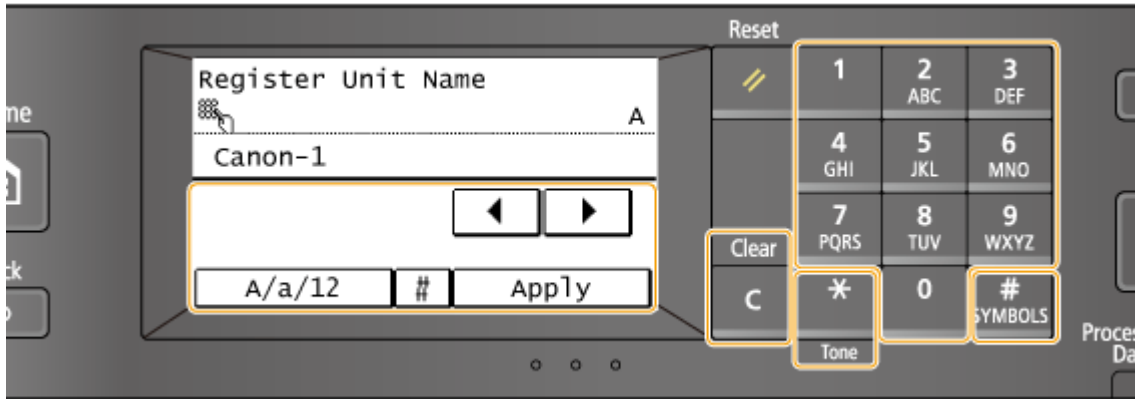 Reset
Register Unit Name
A
Canon-1
A/a/12 # Apply
1 2 3
ABC DEF
4 5 6
GHI JKL MNO
7 8 9
PQRS TUV WXYZ
Clear
C * 0 #
SYMBOLS
Tone